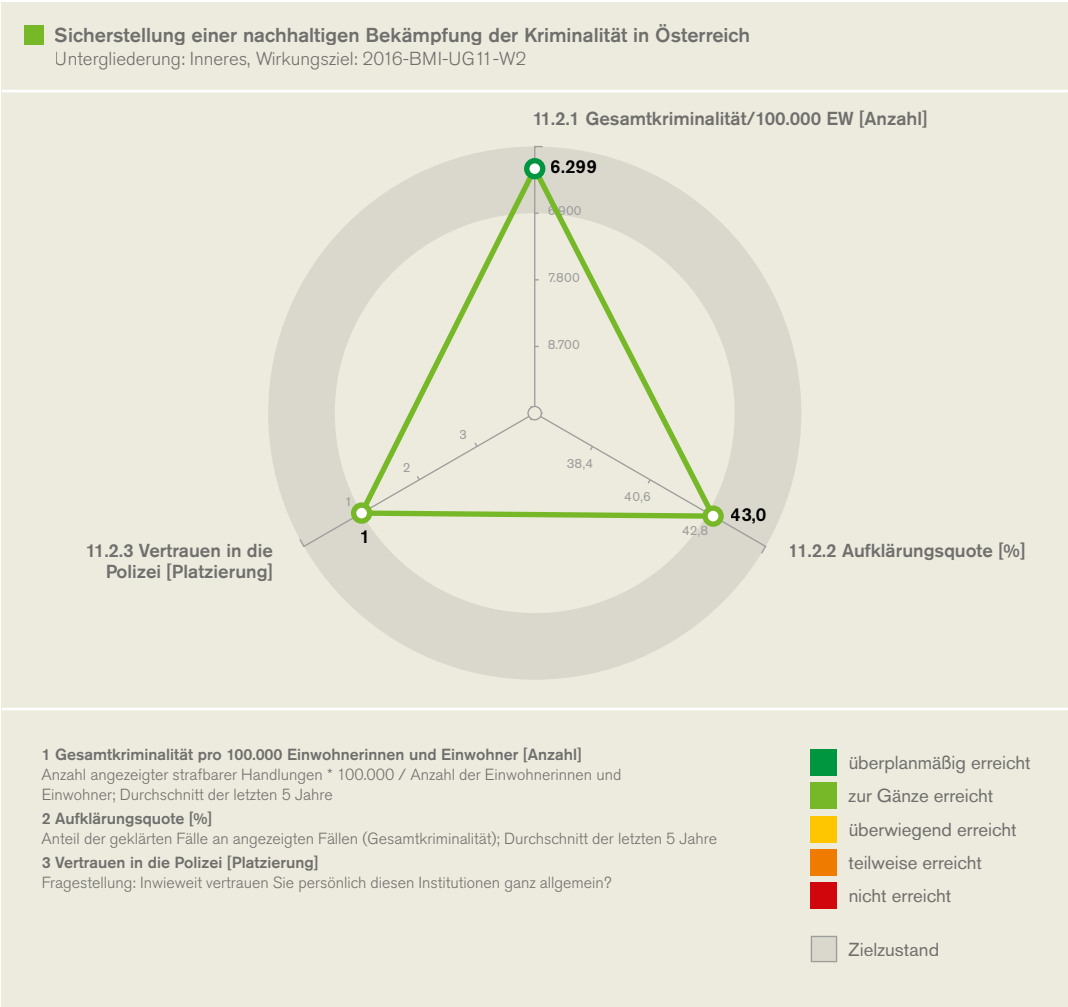 Sicherstellung einer nachhaltigen Bekämpfung der Kriminalität in Österreich
Untergliederung: Inneres, Wirkungsziel: 2016-BMI-UG11-W2
11.2.1 Gesamtkriminalität/100.000 EW [Anzahl]
6.299
6.900
7.800
8.700
3
38,4
2
40,6
1
43,0
42,8
1
11.2.3 Vertrauen in die
Polizei [Platzierung]
11.2.2 Aufklärungsquote [%]
1 Gesamtkriminalität pro 100.000 Einwohnerinnen und Einwohner [Anzahl]
Anzahl angezeigter strafbarer Handlungen * 100.000 / Anzahl der Einwohnerinnen und
Einwohner; Durchschnitt der letzten 5 Jahre
2 Aufklärungsquote [%]
Anteil der geklärten Fälle an angezeigten Fällen (Gesamtkriminalität); Durchschnitt der letzten 5 Jahre
3 Vertrauen in die Polizei [Platzierung]
Fragestellung: Inwieweit vertrauen Sie persönlich diesen Institutionen ganz allgemein?
überplanmäßig erreicht
zur Gänze erreicht
überwiegend erreicht
teilweise erreicht
nicht erreicht
Zielzustand